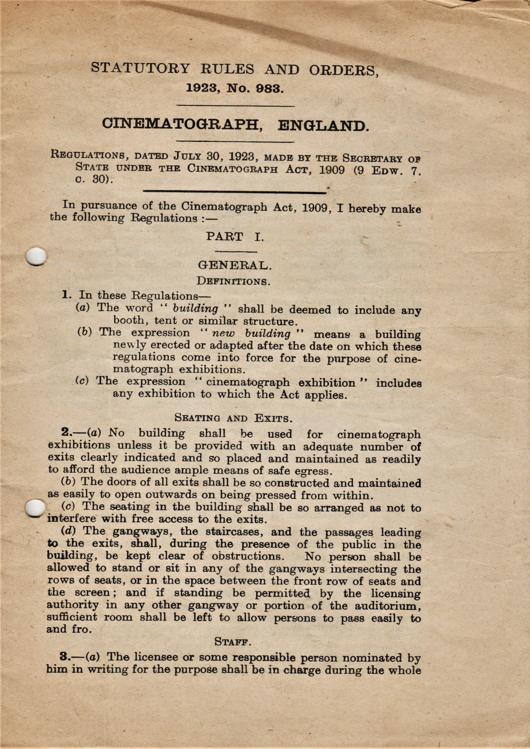 STATUTORY RULES AND ORDERS,
1923, No. 983.
CINEMATOGRAPH, ENGLAND.
REGULATIONS, DATED JULY 30, 1923, MADE BY THE SECRETARY OF
STATE UNDER THE CINEMATOGRAPH ACT, 1909 (9 EDW. 7.
C. 30).
In pursuance of the Cinematograph Act, 1909, I hereby make
the following Regulations :—
PART I.
GENERAL.
DEFINITIONS.
1. In these Regulations—
(a) The word "building" shall be deemed to include any
booth, tent or similar structure.
(b) The expression "new building" means a building
newly erected or adapted after the date on which these
regulations come into force for the purpose of cine-
matograph exhibitions.
(c) The expression "cinematograph exhibition" includes
any exhibition to which the Act applies.
SEATING AND EXITS.
2.—(a) No building shall be used for cinematograph
exhibitions unless it be provided with an adequate number of
exits clearly indicated and so placed and maintained as readily
to afford the audience ample means of safe egress.
(b) The doors of all exits shall be so constructed and maintained
as easily to open outwards on being pressed from within.
(c) The seating in the building shall be so arranged as not to
interfere with free access to the exits.
(d) The gangways, the staircases, and the passages leading
to the exits, shall, during the presence of the public in the
building, be kept clear of obstructions. No person shall be
allowed to stand or sit in any of the gangways intersecting the
rows of seats, or in the space between the front row of seats and
the screen; and if standing be permitted by the licensing
authority in any other gangway or portion of the auditorium,
sufficient room shall be left to allow persons to pass easily to
and fro.
STAFF.
3.—(a) The licensee or some responsible person nominated by
him in writing for the purpose shall be in charge during the whole